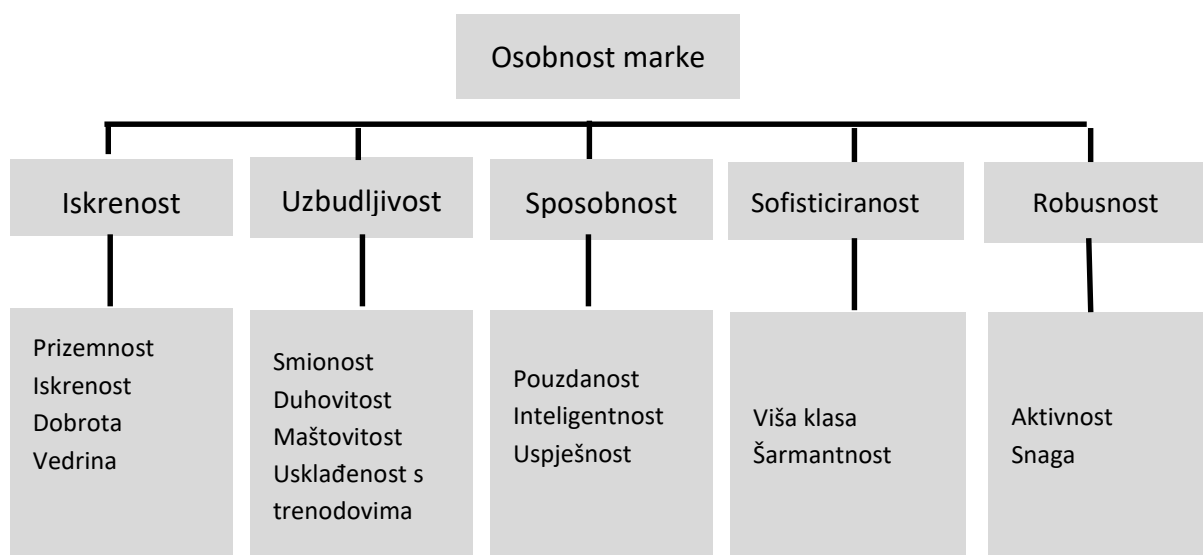 Osobnost marke
Iskrenost
Uzbudljivost
Sposobnost
Sofisticiranost
Robusnost
Prizemnost
Iskrenost
Dobrota
Vedrina
Smionost
Duhovitost
Maštovitost
Usklađenost s
trenodovima
Pouzdanost
Inteligentnost
Uspješnost
Viša klasa
Šarmantnost
Aktivnost
Snaga